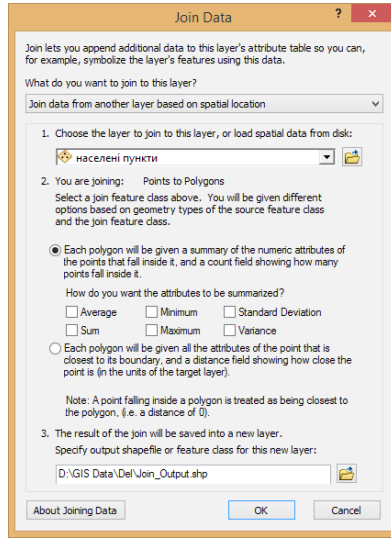 Join Data
?
×
Join lets you append additional data to this layer's attribute table so you can,
for example, symbolize the layer's features using this data.
What do you want to join to this layer?
Join data from another layer based on spatial location
1. Choose the layer to join to this layer, or load spatial data from disk:
населені пункти
2. You are joining: Points to Polygons
Select a join feature class above. You will be given different
options based on geometry types of the source feature class
and the join feature class.
Each polygon will be given a summary of the numeric attributes of
the points that fall inside it, and a count field showing how many
points fall inside it.
How do you want the attributes to be summarized?
Average Minimum Standard Deviation
Sum Maximum Variance
Each polygon will be given all the attributes of the point that is
closest to its boundary, and a distance field showing how close the
point is (in the units of the target layer).
Note: A point falling inside a polygon is treated as being closest to
the polygon, (i.e. a distance of 0).
3. The result of the join will be saved into a new layer.
Specify output shapefile or feature class for this new layer:
D:\GIS Data\Del\Join_Output.shp
About Joining Data OK Cancel